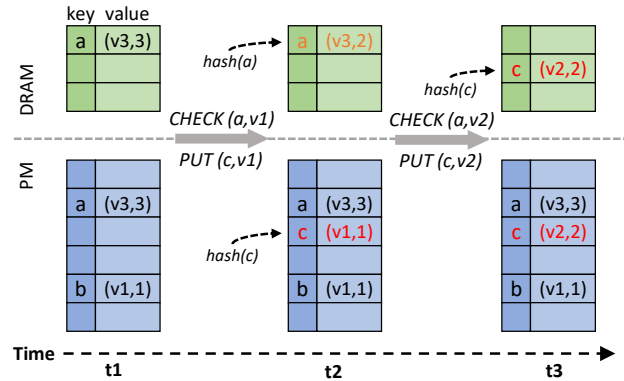 key value
a (v3,3)
a (v3,2)
hash(a)
c (v2,2)
hash(c)
DRAM
CHECK (a,v1)
CHECK (a,v2)
PUT (c,v1)
PUT (c,v2)
PM
a (v3,3)
b (v1,1)
a (v3,3)
c (v1,1)
hash(c)
b (v1,1)
a (v3,3)
c (v2,2)
b (v1,1)
Time
t1 t2 t3